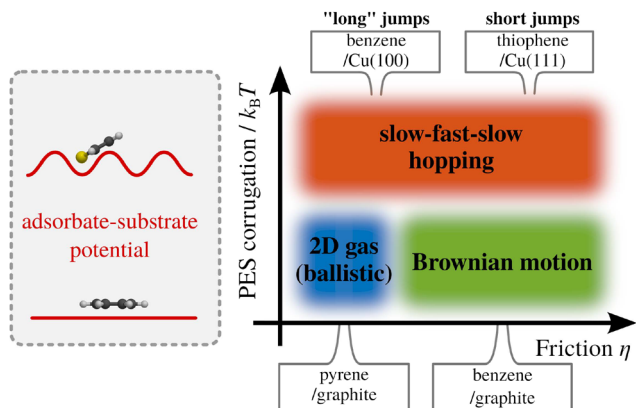 "long" jumps
short jumps
benzene
/Cu(100)
thiophene
/Cu(111)
PES corrugation / kBT
slow-fast-slow
hopping
adsorbate-substrate
potential
2D gas
(ballistic)
Brownian motion
Friction η
pyrene
/graphite
benzene
/graphite